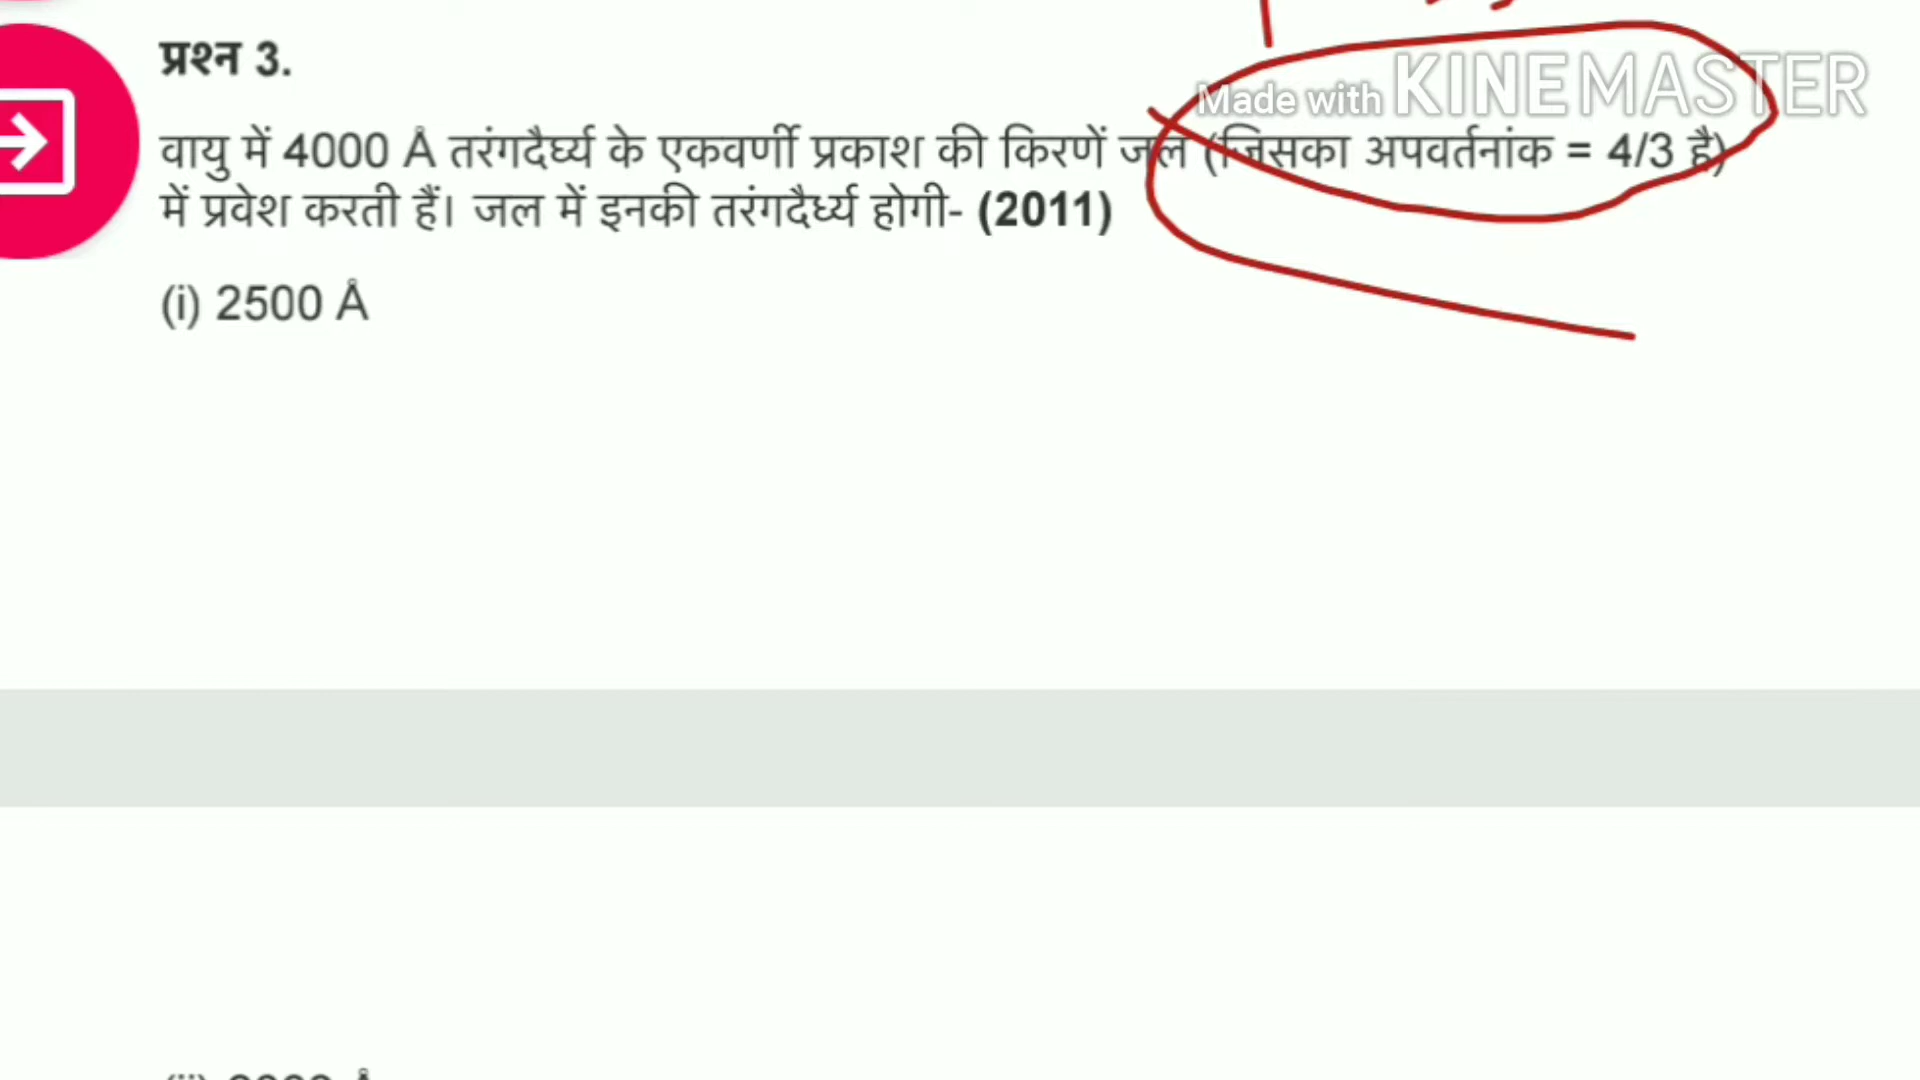 प्रश्न 3.
Made with KINEMASTER
वायु में 4000 Å तरंगदैर्घ्य के एकवर्णी प्रकाश की किरणें जल (जिसका अपवर्तनांक = 4/3 है)
में प्रवेश करती हैं। जल में इनकी तरंगदैर्घ्य होगी- (2011)
(i) 2500 Å